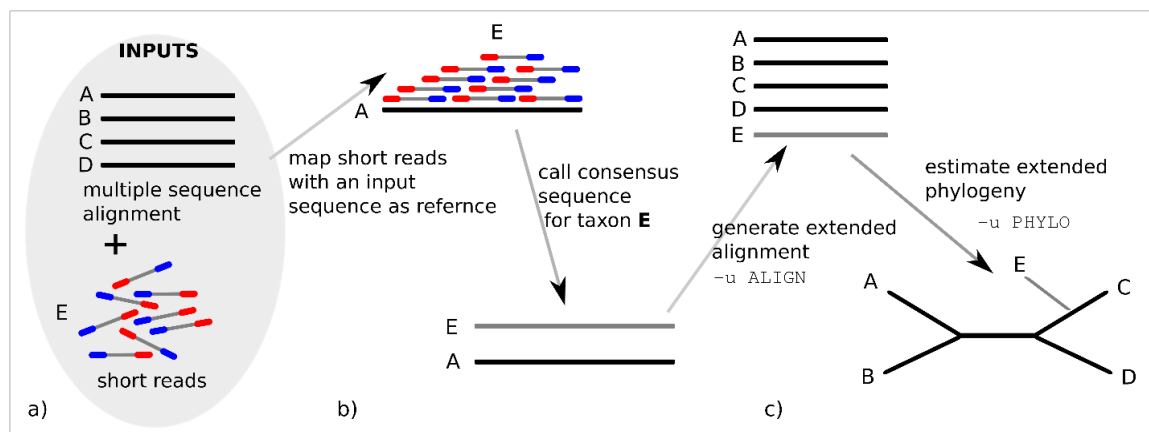 INPUTS
A
B
C
D
multiple sequence
alignment
+
E
short reads
a)
map short reads
with an input
sequence as refernce
E
A
call consensus
sequence
for taxon E
E
A
b)
generate extended
alignment
-u ALIGN
A
B
C
D
E
estimate extended
phylogeny
-u PHYLO
A
B
E
C
D
c)